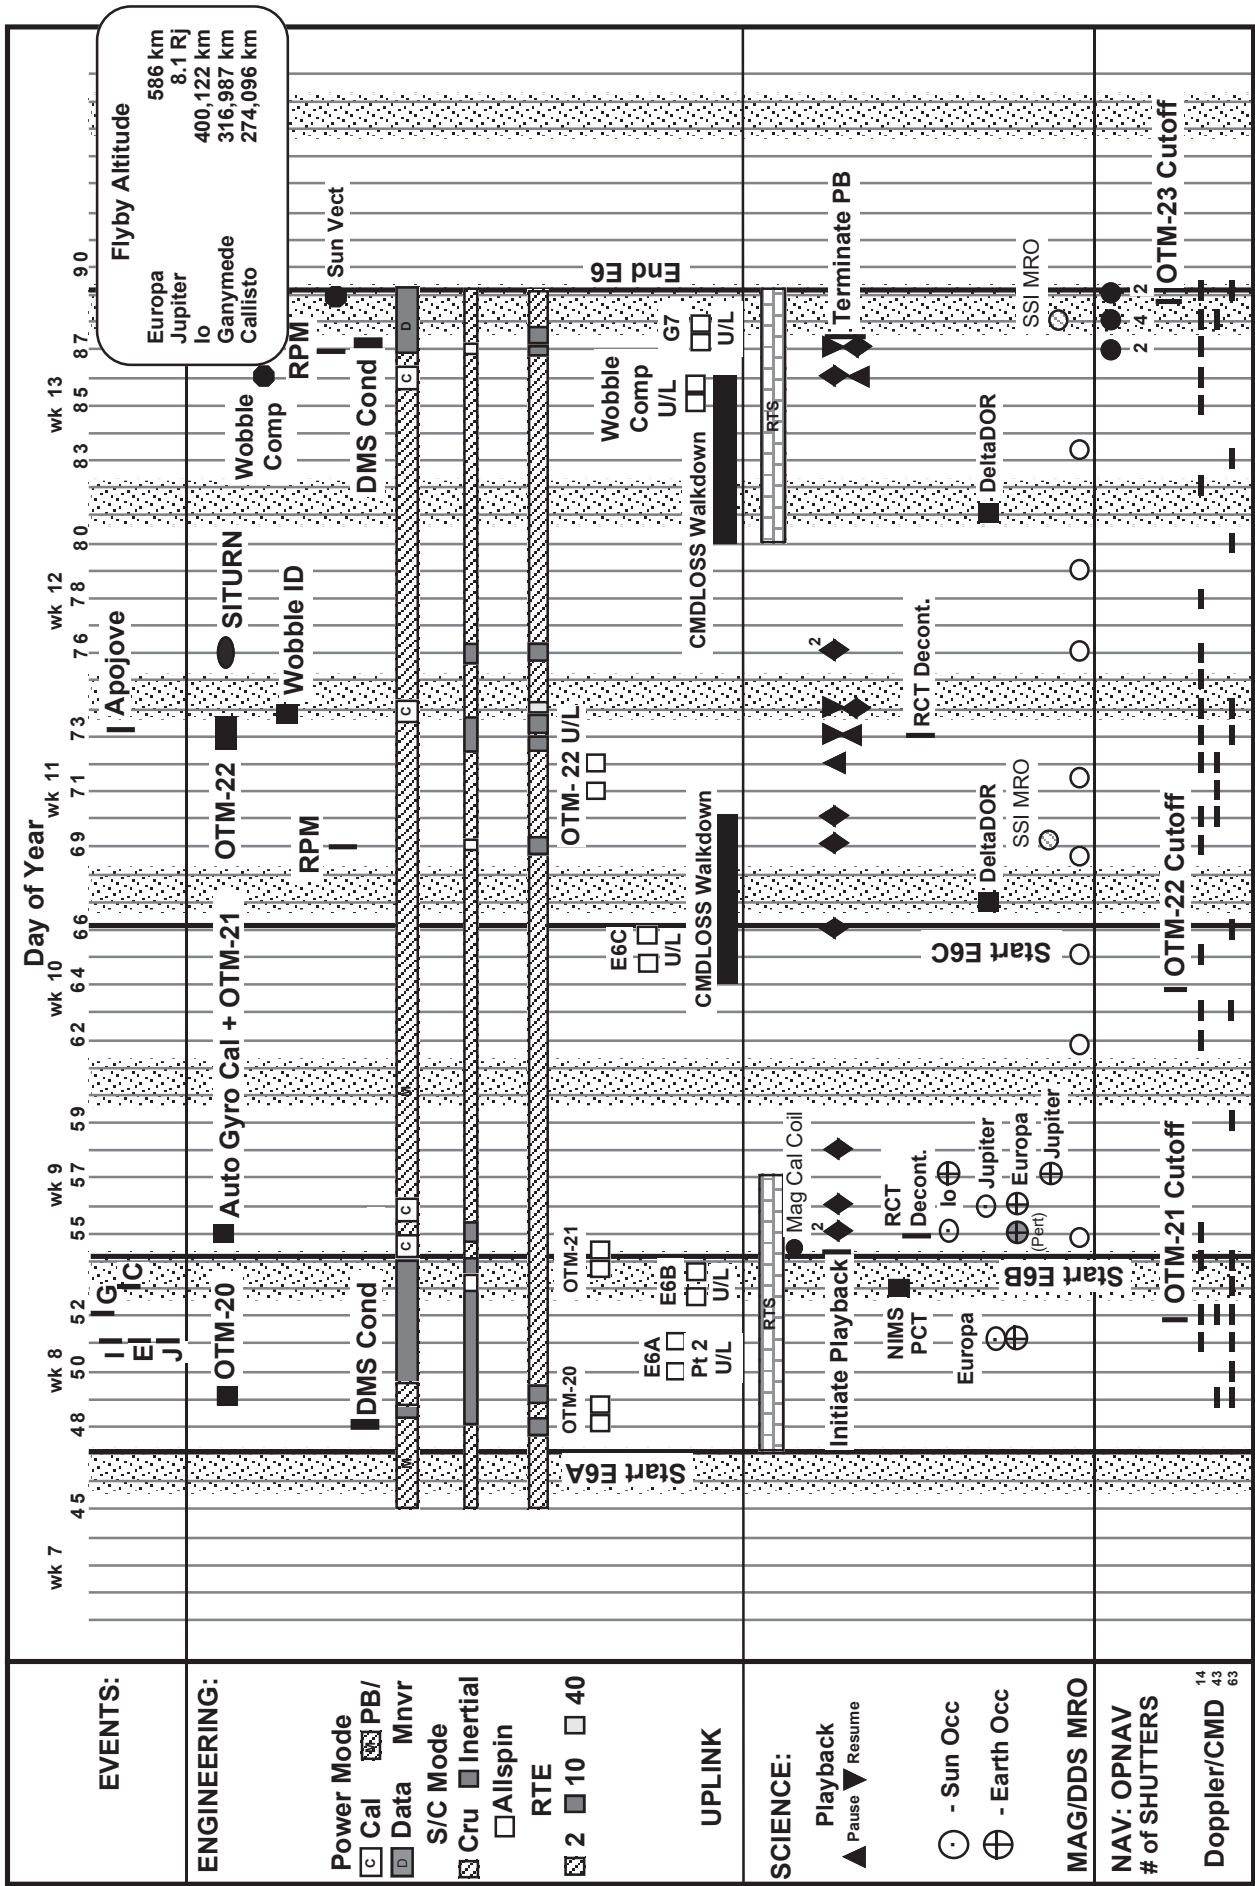 Day of Year
wk 7
wk 8
wk 9
wk 10
wk 11
wk 12
wk 13
45
48
50
52
55
57
59
62
64
66
69
71
73
76
78
80
83
85
87
90
Flyby Altitude
Europa 586 km
Jupiter 8.1 Rj
Io 400,122 km
Ganymede 316,987 km
Callisto 274,096 km
EVENTS:
I
E
J
G
C
Apojove
ENGINEERING:
OTM-20
Auto Gyro Cal + OTM-21
OTM-22
SITURN
Wobble ID
Wobble
Comp
RPM
RPM
Sun Vect
DMS Cond
DMS Cond
Power Mode
C Cal M PB/
D Data Mnvr
M
C
C
M
C
C
D
S/C Mode
Cru Inertial
Allspin
RTE
2 10 40
Start E6A
OTM-20
E6A
Pt 2
U/L
OTM-21
E6B
U/L
E6C
U/L
OTM- 22 U/L
Wobble
Comp
U/L
G7
U/L
End E6
UPLINK
CMDLOSS Walkdown
CMDLOSS Walkdown
SCIENCE:
RTS
RTS
Mag Cal Coil
Playback
Pause Resume
Initiate Playback
2
2
Terminate PB
NIMS
PCT
RCT
Decont.
RCT Decont.
- Sun Occ
- Earth Occ
Europa
Io
Jupiter
Europa
(Pert)
Jupiter
DeltaDOR
DeltaDOR
SSI MRO
SSI MRO
Start E6B
Start E6C
MAG/DDS MRO
NAV: OPNAV
# of SHUTTERS
2
4
2
OTM-21 Cutoff
OTM-22 Cutoff
OTM-23 Cutoff
Doppler/CMD
14
43
63